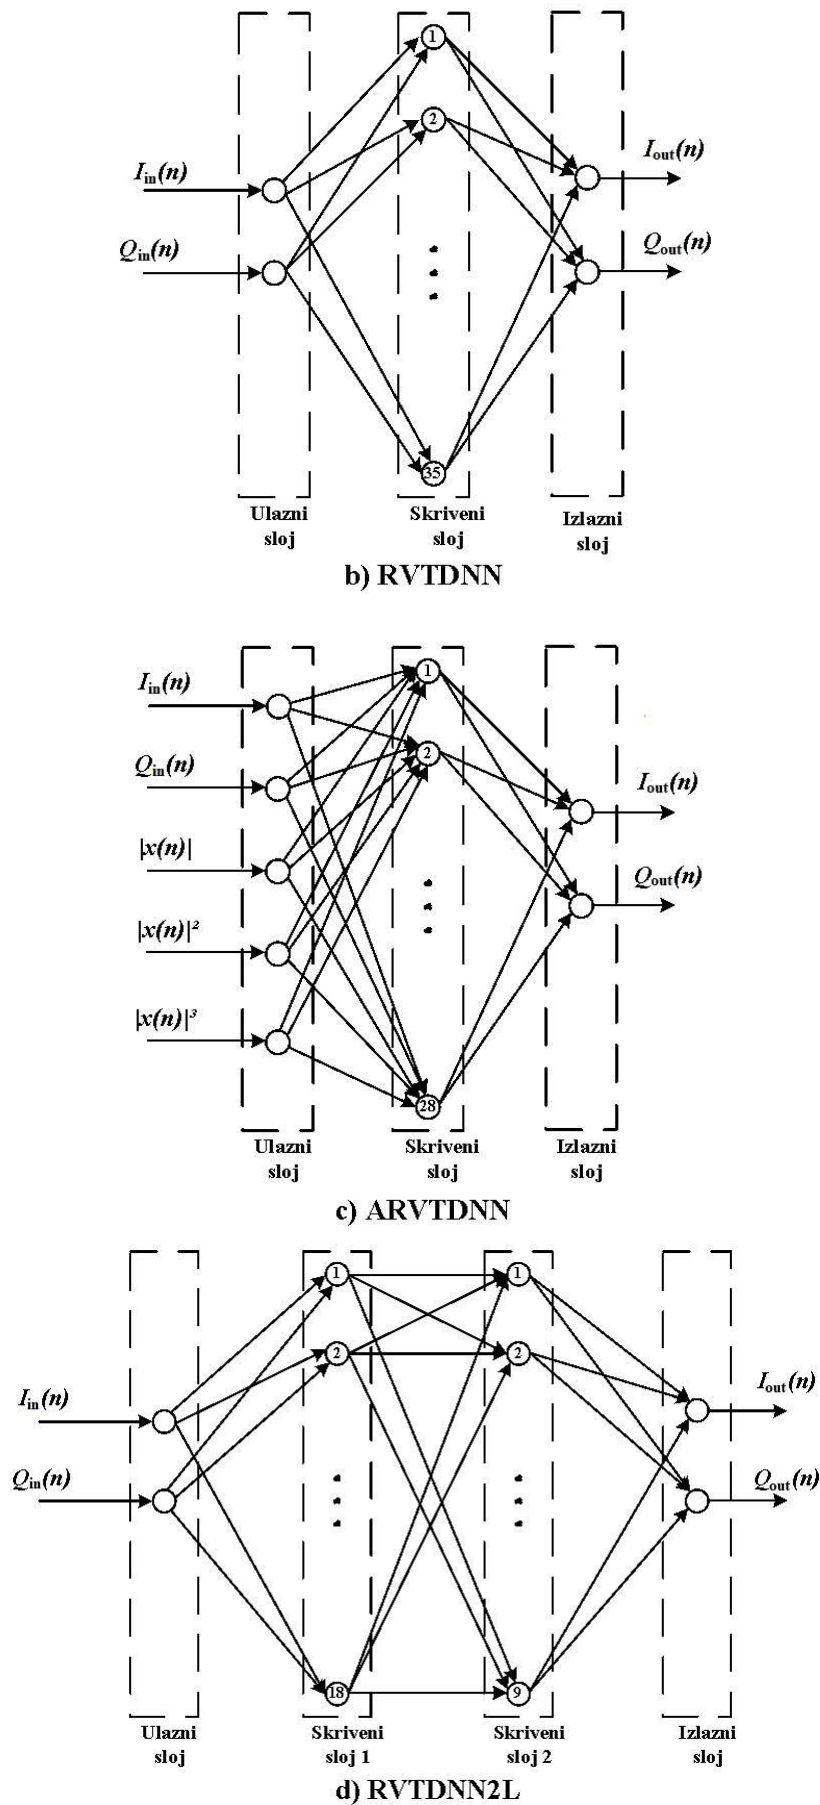 1
2
I_in(n)
I_out(n)
Q_in(n)
Q_out(n)
35
Ulazni
sloj
Skriveni
sloj
Izlazni
sloj
b) RVTDNN
1
I_in(n)
2
Q_in(n)
I_out(n)
|x(n)|
Q_out(n)
|x(n)|²
|x(n)|³
28
Ulazni
sloj
Skriveni
sloj
Izlazni
sloj
c) ARVTDNN
1
1
2
2
I_in(n)
I_out(n)
Q_in(n)
Q_out(n)
18
9
Ulazni
sloj
Skriveni
sloj 1
Skriveni
sloj 2
Izlazni
sloj
d) RVTDNN2L